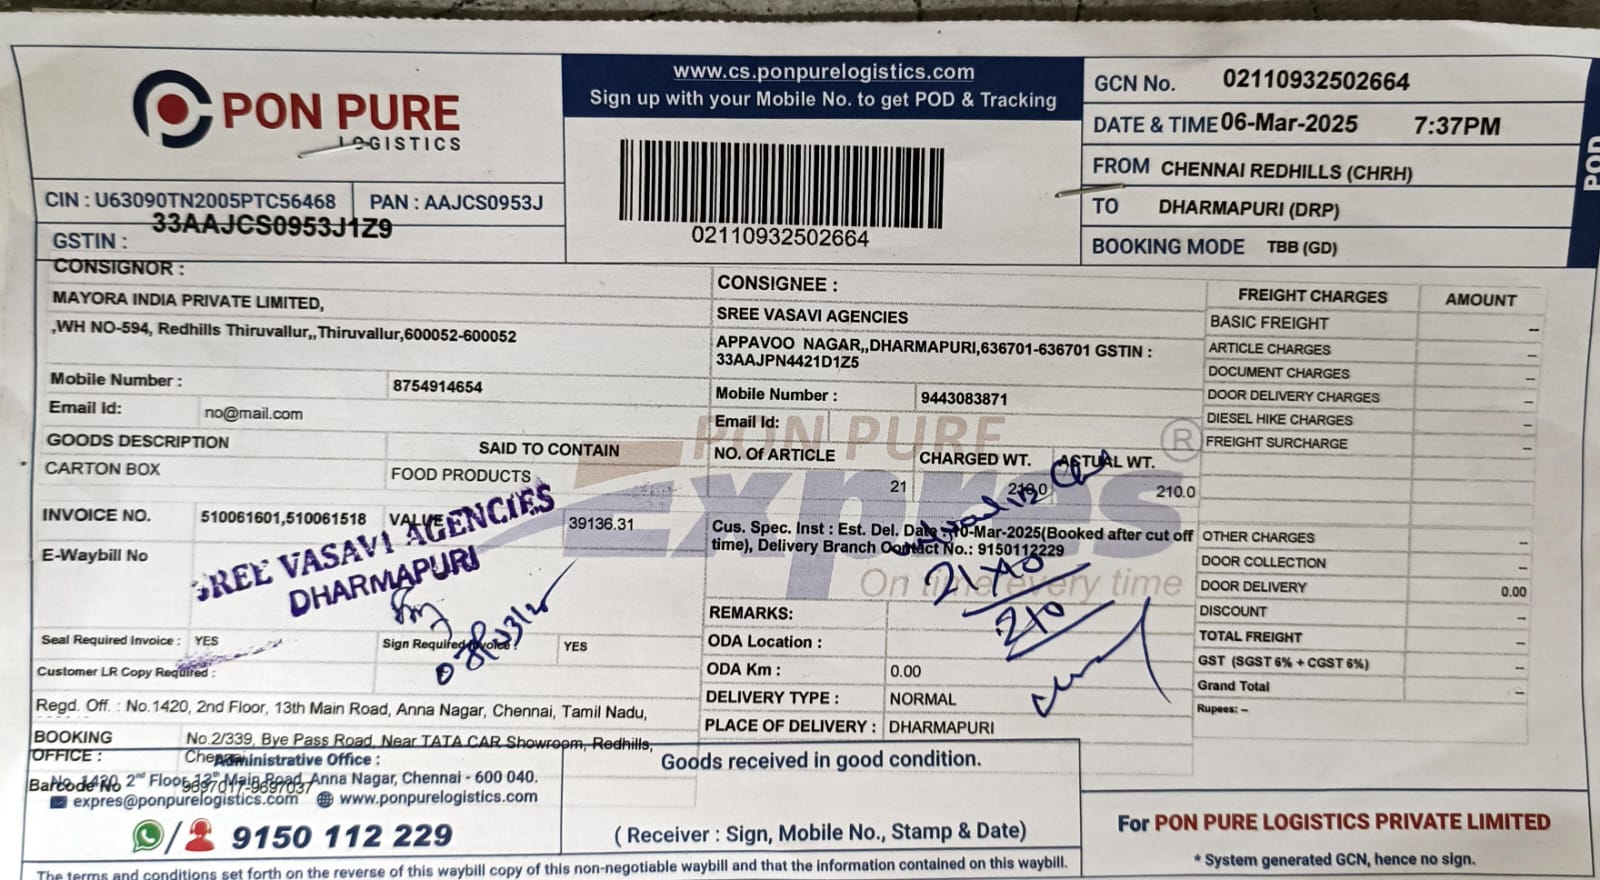 PON PURE
LOGISTICS
www.cs.ponpurelogistics.com
Sign up with your Mobile No. to get POD & Tracking
02110932502664
GCN No. 02110932502664
DATE & TIME 06-Mar-2025 7:37PM
FROM CHENNAI REDHILLS (CHRH)
TO DHARMAPURI (DRP)
BOOKING MODE TBB (GD)
POD
CIN : U63090TN2005PTC56468 PAN : AAJCS0953J
GSTIN : 33AAJCS0953J1Z9
CONSIGNOR :
MAYORA INDIA PRIVATE LIMITED,
,WH NO-594, Redhills Thiruvallur,,Thiruvallur,600052-600052
Mobile Number : 8754914654
Email Id: no@mail.com
GOODS DESCRIPTION SAID TO CONTAIN
CARTON BOX FOOD PRODUCTS
INVOICE NO. 510061601,510061518 VALUE 39136.31
E-Waybill No
SREE VASAVI AGENCIES
DHARMAPURI
Seal Required Invoice : YES Sign Required Invoice : YES
Customer LR Copy Required :
Regd. Off. : No.1420, 2nd Floor, 13th Main Road, Anna Nagar, Chennai, Tamil Nadu,
BOOKING OFFICE : No.2/339, Bye Pass Road, Near TATA CAR Showroom, Redhills,
Chennai
Administrative Office :
No. 1420, 2nd Floor, 13th Main Road, Anna Nagar, Chennai - 600 040.
Barcode No 9697017-9697037
expres@ponpurelogistics.com www.ponpurelogistics.com
9150 112 229
CONSIGNEE :
SREE VASAVI AGENCIES
APPAVOO NAGAR,,DHARMAPURI,636701-636701 GSTIN :
33AAJPN4421D1Z5
Mobile Number : 9443083871
Email Id:
PON PURE
Expres
On time every time
NO. Of ARTICLE CHARGED WT. ACTUAL WT.
21 210.0 210.0
Cus. Spec. Inst : Est. Del. Date : 10-Mar-2025(Booked after cut off
time), Delivery Branch Contact No.: 9150112229
210
REMARKS:
ODA Location :
ODA Km : 0.00
DELIVERY TYPE : NORMAL
PLACE OF DELIVERY : DHARMAPURI
Goods received in good condition.
( Receiver : Sign, Mobile No., Stamp & Date)
FREIGHT CHARGES AMOUNT
BASIC FREIGHT –
ARTICLE CHARGES –
DOCUMENT CHARGES –
DOOR DELIVERY CHARGES –
DIESEL HIKE CHARGES –
FREIGHT SURCHARGE –
OTHER CHARGES –
DOOR COLLECTION –
DOOR DELIVERY 0.00
DISCOUNT –
TOTAL FREIGHT –
GST (SGST 6% + CGST 6%) –
Grand Total –
Rupees: –
For PON PURE LOGISTICS PRIVATE LIMITED
* System generated GCN, hence no sign.
The terms and conditions set forth on the reverse of this waybill copy of this non-negotiable waybill and that the information contained on this waybill.